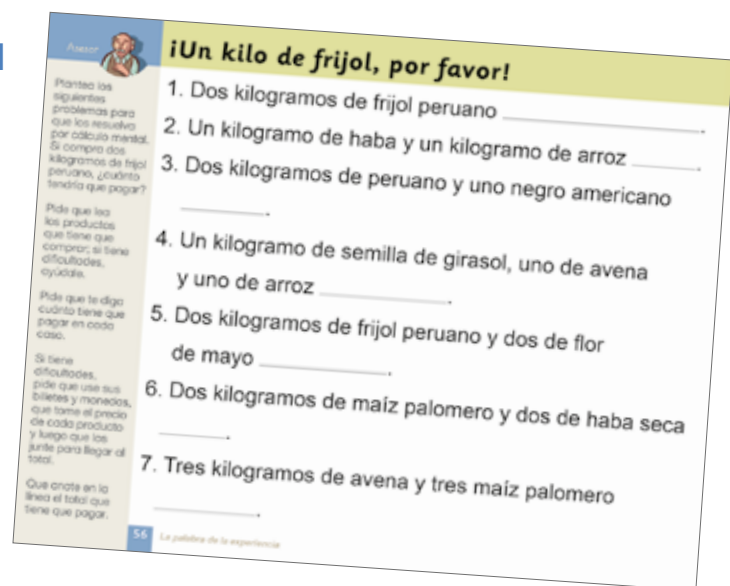 Asesor
Plantea los
siguientes
problemas para
que los resuelva
por cálculo mental.
Si compro dos
kilogramos de frijol
peruano, ¿cuánto
tendría que pagar?
Pide que lea
los productos
que tiene que
comprar; si tiene
dificultades,
ayúdale.
Pide que te diga
cuánto tiene que
pagar en cada
caso.
Si tiene
dificultades,
pide que use sus
billetes y monedas,
que tome el precio
de cada producto
y luego que los
junte para llegar al
total.
Que anote en la
línea el total que
tiene que pagar.
¡Un kilo de frijol, por favor!
1. Dos kilogramos de frijol peruano ________.
2. Un kilogramo de haba y un kilogramo de arroz ________.
3. Dos kilogramos de peruano y uno negro americano
________.
4. Un kilogramo de semilla de girasol, uno de avena
y uno de arroz ________.
5. Dos kilogramos de frijol peruano y dos de flor
de mayo ________.
6. Dos kilogramos de maíz palomero y dos de haba seca
________.
7. Tres kilogramos de avena y tres maíz palomero
________.
56 La palabra de la experiencia